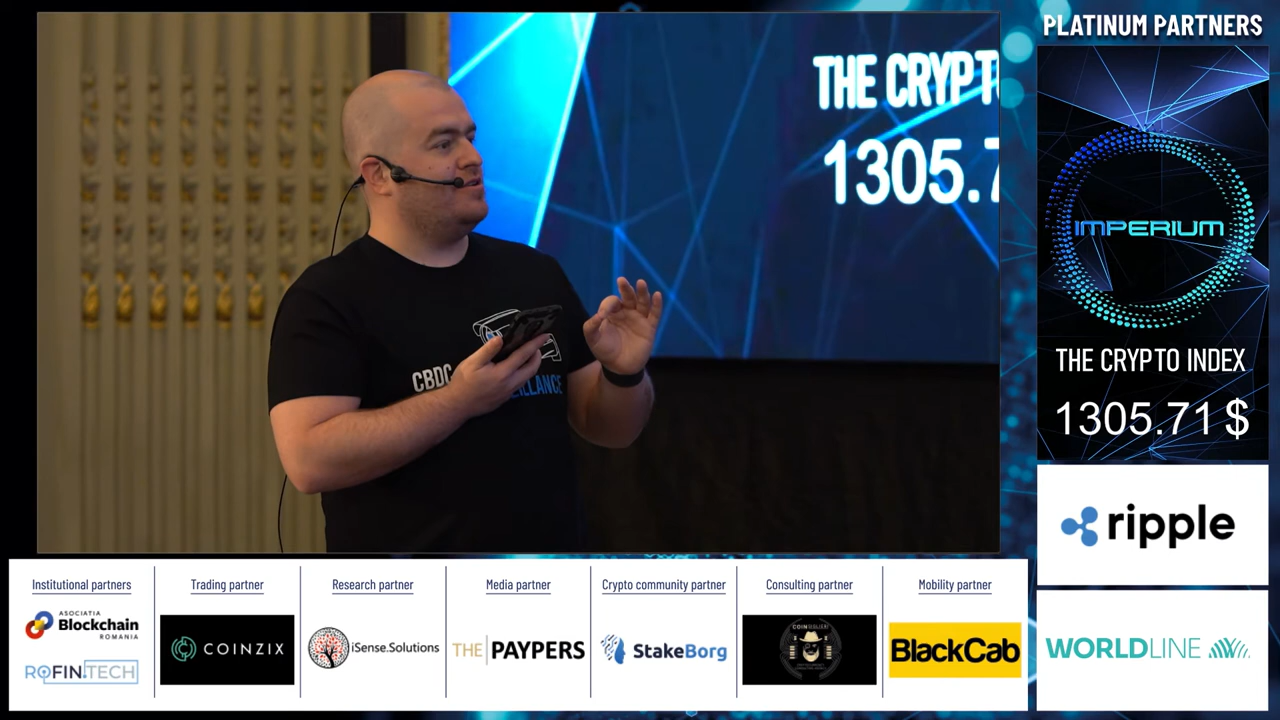 THE CRYPT
1305.7
CBDC
ILLANCE
PLATINUM PARTNERS
IMPERIUM
THE CRYPTO INDEX
1305.71 $
ripple
WORLDLINE
Institutional partners
ASOCIATIA
Blockchain
ROMANIA
ROFIN.TECH
Trading partner
COINZIX
Research partner
iSense.Solutions
Media partner
THE PAYPERS
Crypto community partner
StakeBorg
Consulting partner
Mobility partner
BlackCab